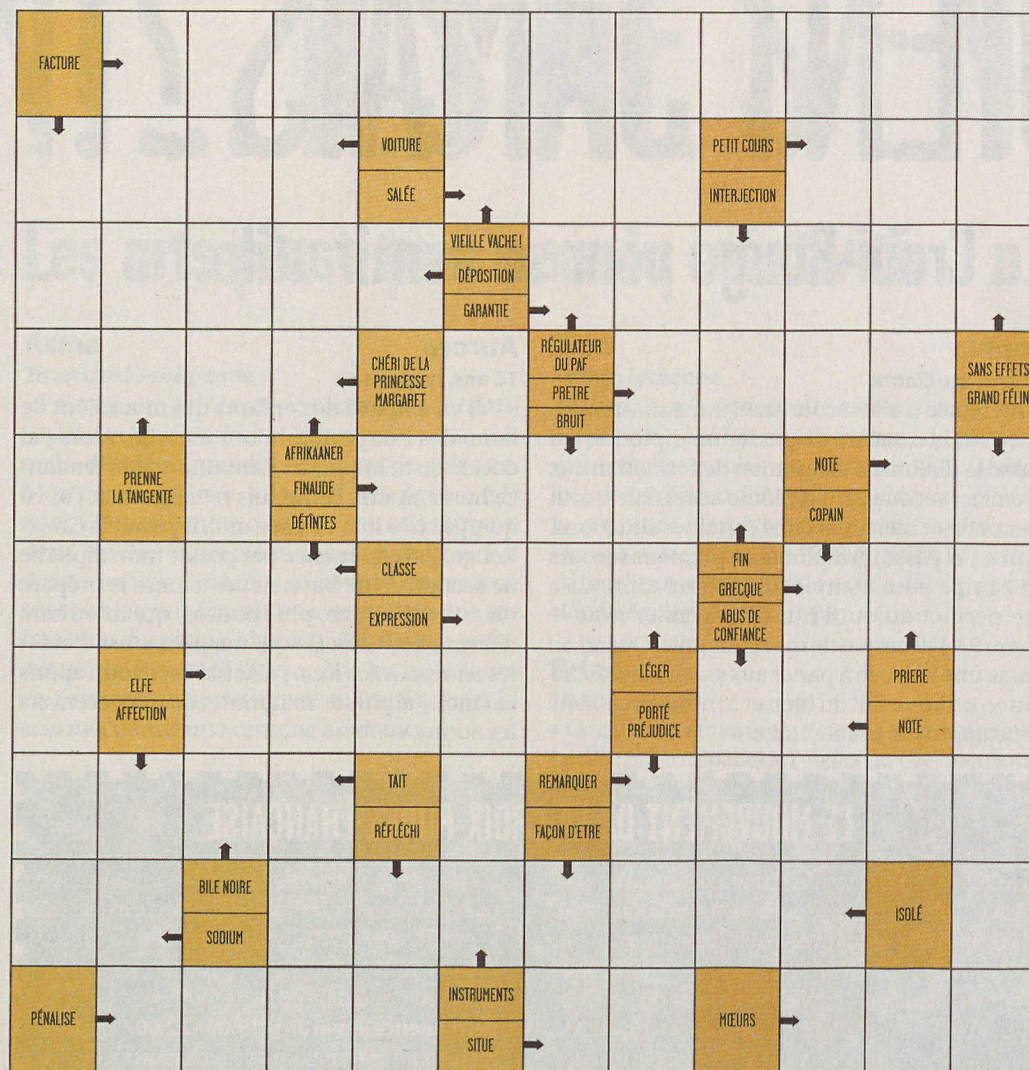 FACTURE
VOITURE
SALÉE
PETIT COURS
INTERJECTION
VIEILLE VACHE!
DÉPOSITION
GARANTIE
CHÉRI DE LA
PRINCESSE
MARGARET
RÉGULATEUR
DU PAF
PRETRE
BRUIT
SANS EFFETS
GRAND FÉLIN
PRENNE
LA TANGENTE
AFRIKAANER
FINAUDE
DÉTÎNTES
NOTE
COPAIN
CLASSE
EXPRESSION
FIN
GRECQUE
ABUS DE
CONFIANCE
ELFE
AFFECTION
LÉGER
PORTÉ
PRÉJUDICE
PRIERE
NOTE
TAIT
RÉFLÉCHI
REMARQUER
FAÇON D'ETRE
BILE NOIRE
SODIUM
ISOLÉ
PÉNALISE
INSTRUMENTS
SITUE
MŒURS